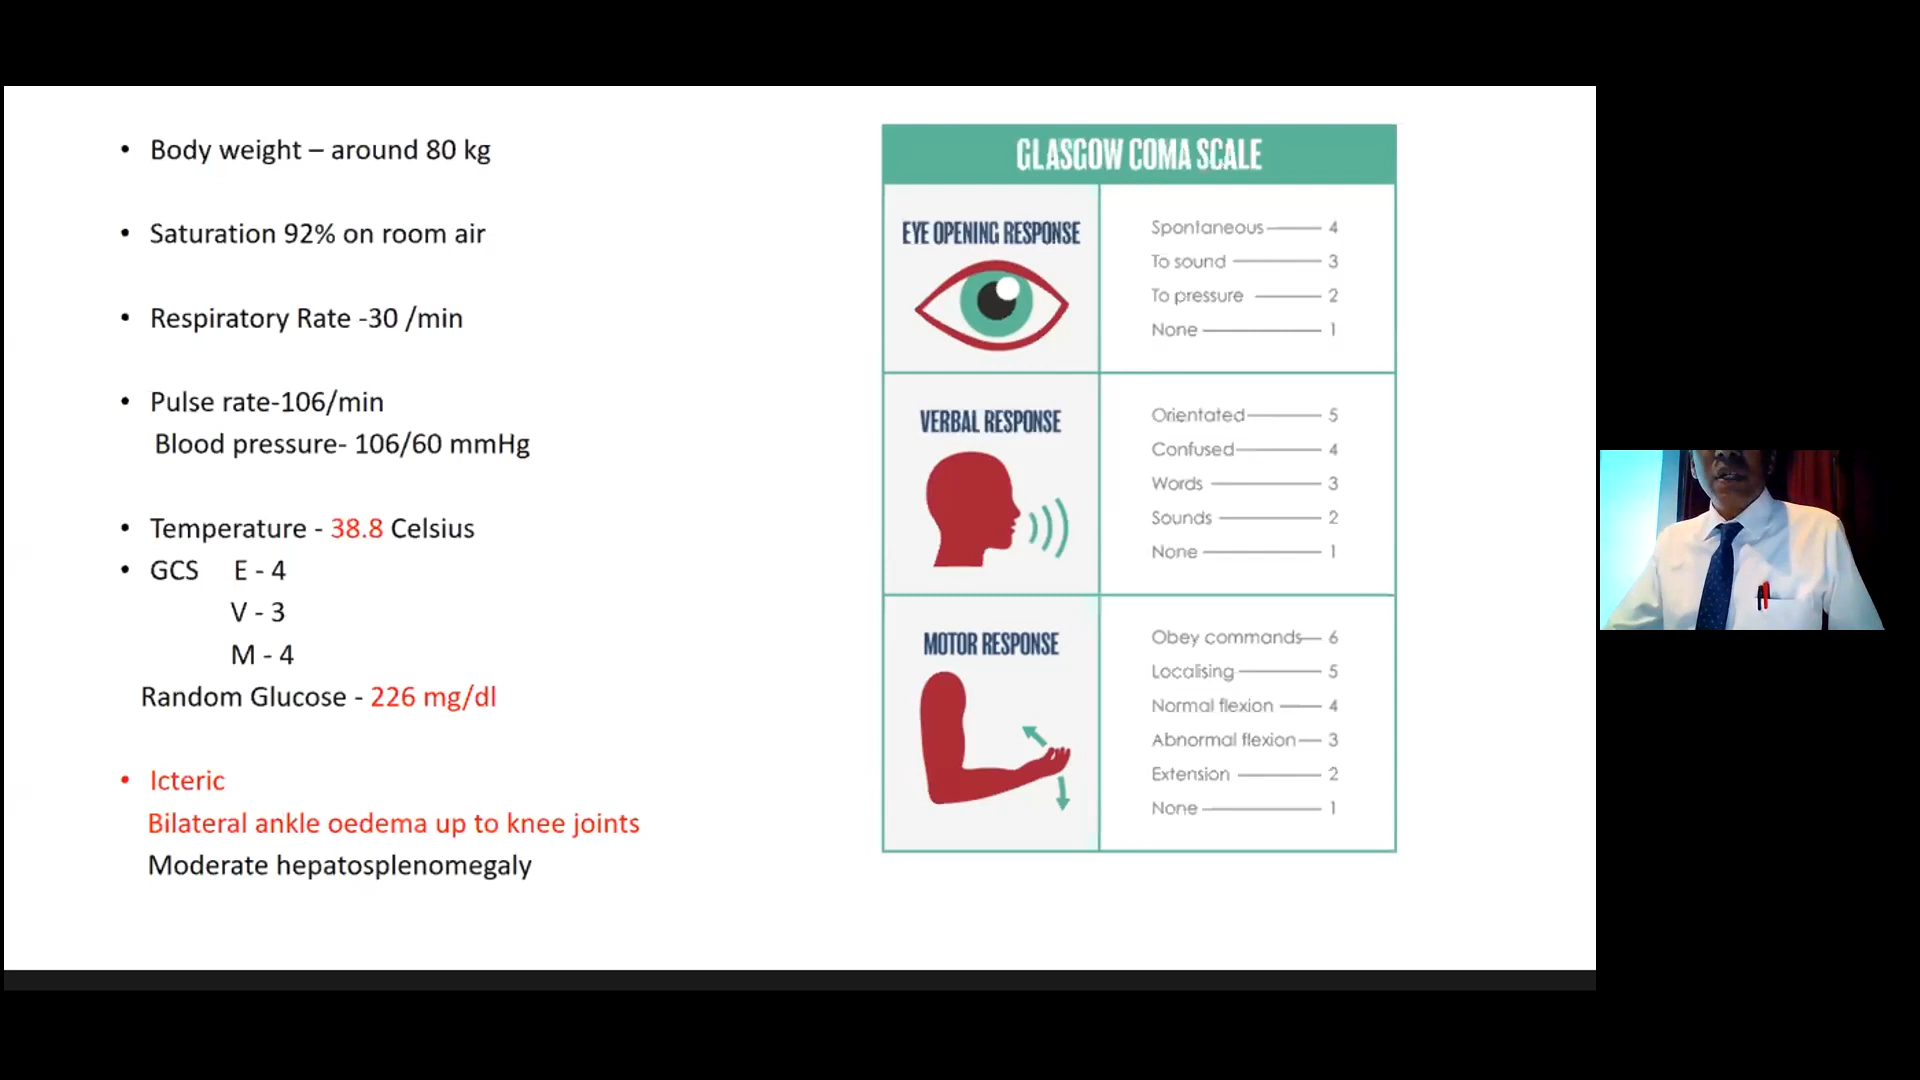 • Body weight – around 80 kg
• Saturation 92% on room air
• Respiratory Rate -30 /min
• Pulse rate-106/min
Blood pressure- 106/60 mmHg
• Temperature - 38.8 Celsius
• GCS E - 4
V - 3
M - 4
Random Glucose - 226 mg/dl
• Icteric
Bilateral ankle oedema up to knee joints
Moderate hepatosplenomegaly
GLASGOW COMA SCALE
EYE OPENING RESPONSE
Spontaneous 4
To sound 3
To pressure 2
None 1
VERBAL RESPONSE
Orientated 5
Confused 4
Words 3
Sounds 2
None 1
MOTOR RESPONSE
Obey commands 6
Localising 5
Normal flexion 4
Abnormal flexion 3
Extension 2
None 1